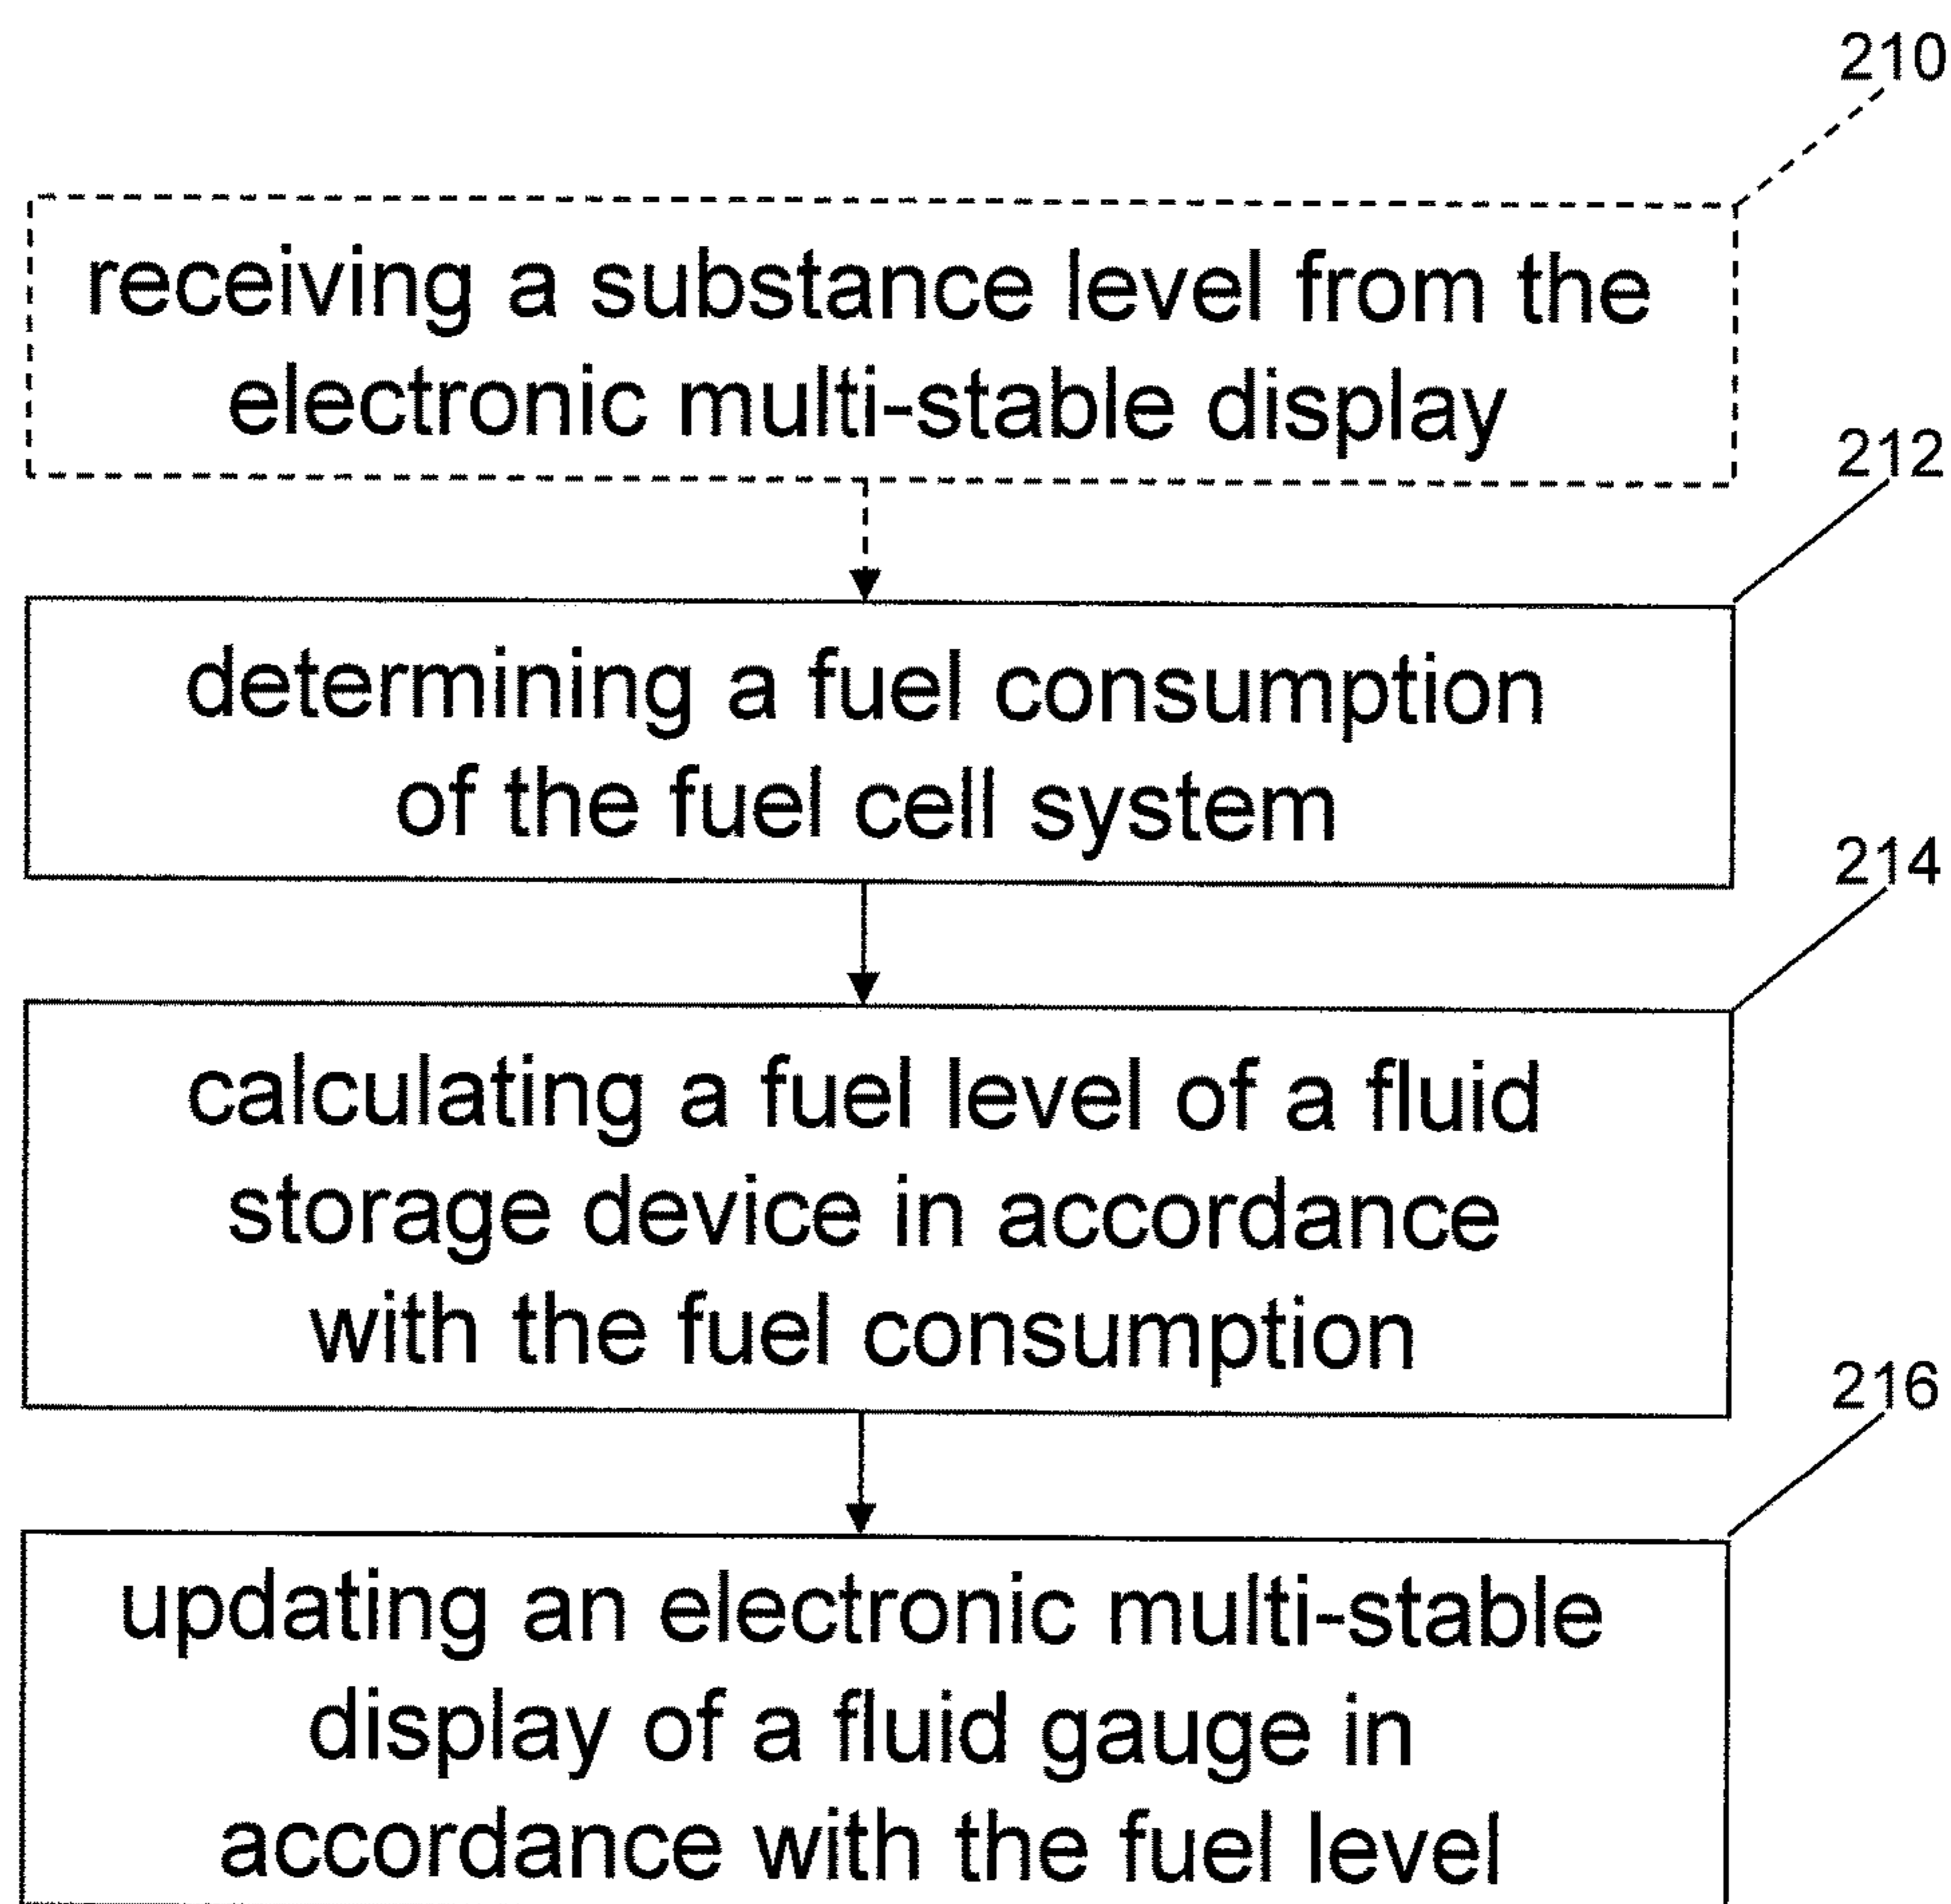 210
receiving a substance level from the
electronic multi-stable display
212
determining a fuel consumption
of the fuel cell system
214
calculating a fuel level of a fluid
storage device in accordance
with the fuel consumption
216
updating an electronic multi-stable
display of a fluid gauge in
accordance with the fuel level